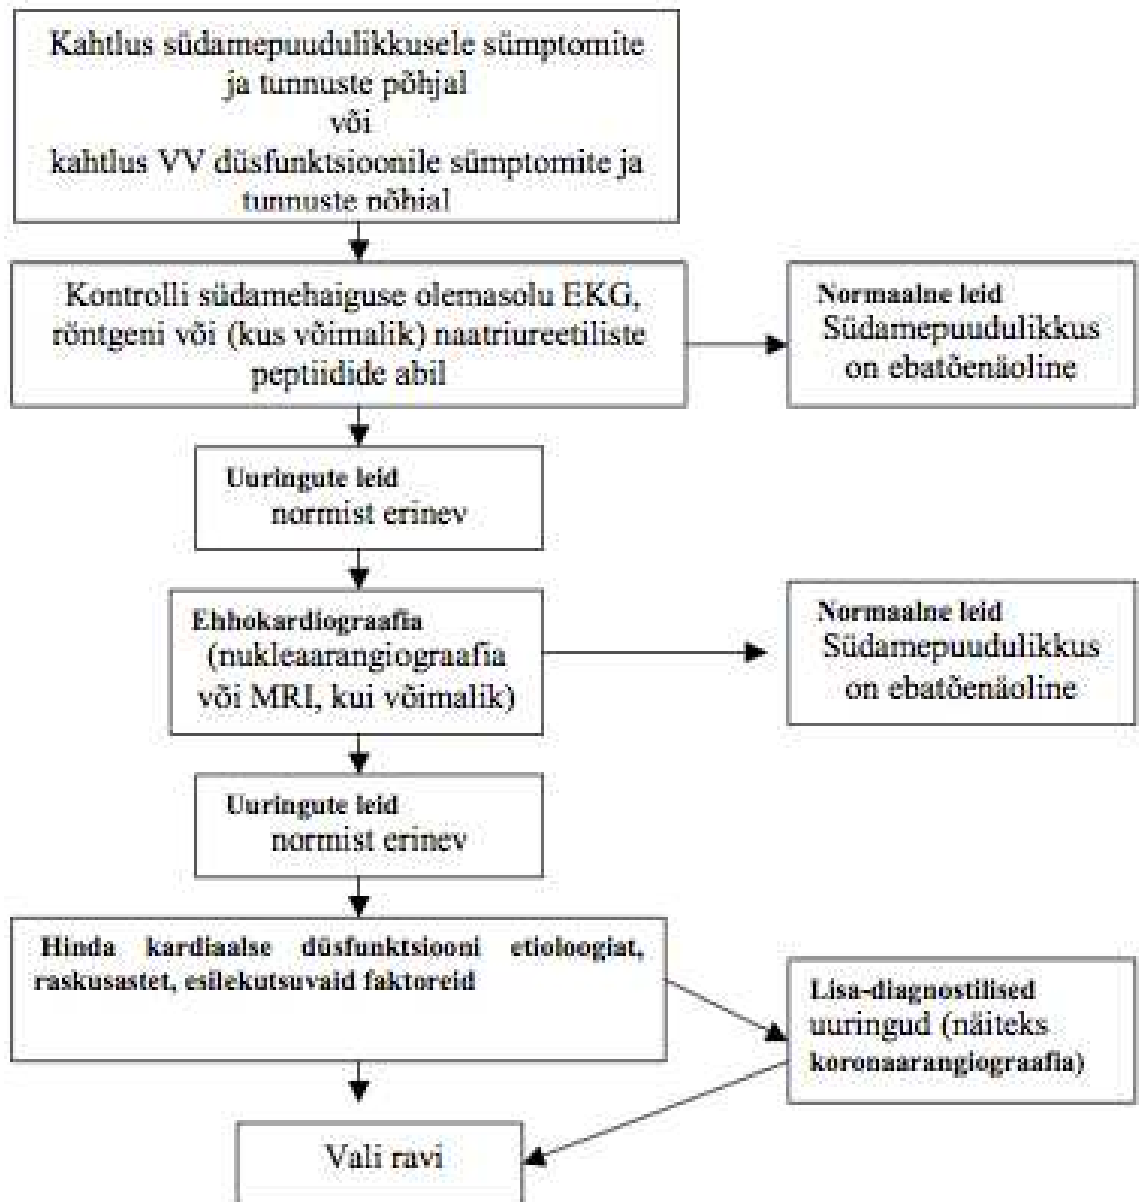 Kahtlus südamepuudulikkusele sümptomite
ja tunnuste põhjal
või
kahtlus VV düsfunktsioonile sümptomite ja
tunnuste põhjal
Kontrolli südamehaiguse olemasolu EKG,
röntgeni või (kus võimalik) naatriureetiliste
peptiidide abil
Normaalne leid
Südamepuudulikkus
on ebatõenäoline
Uuringute leid
normist erinev
Ehhokardiograafia
(nukleaarangiograafia
või MRI, kui võimalik)
Normaalne leid
Südamepuudulikkus
on ebatõenäoline
Uuringute leid
normist erinev
Hinda kardiaalse düsfunktsiooni etioloogiat,
raskusastet, esilekutsuvaid faktoreid
Lisa-diagnostilised
uuringud (näiteks
koronaarangiograafia)
Vali ravi